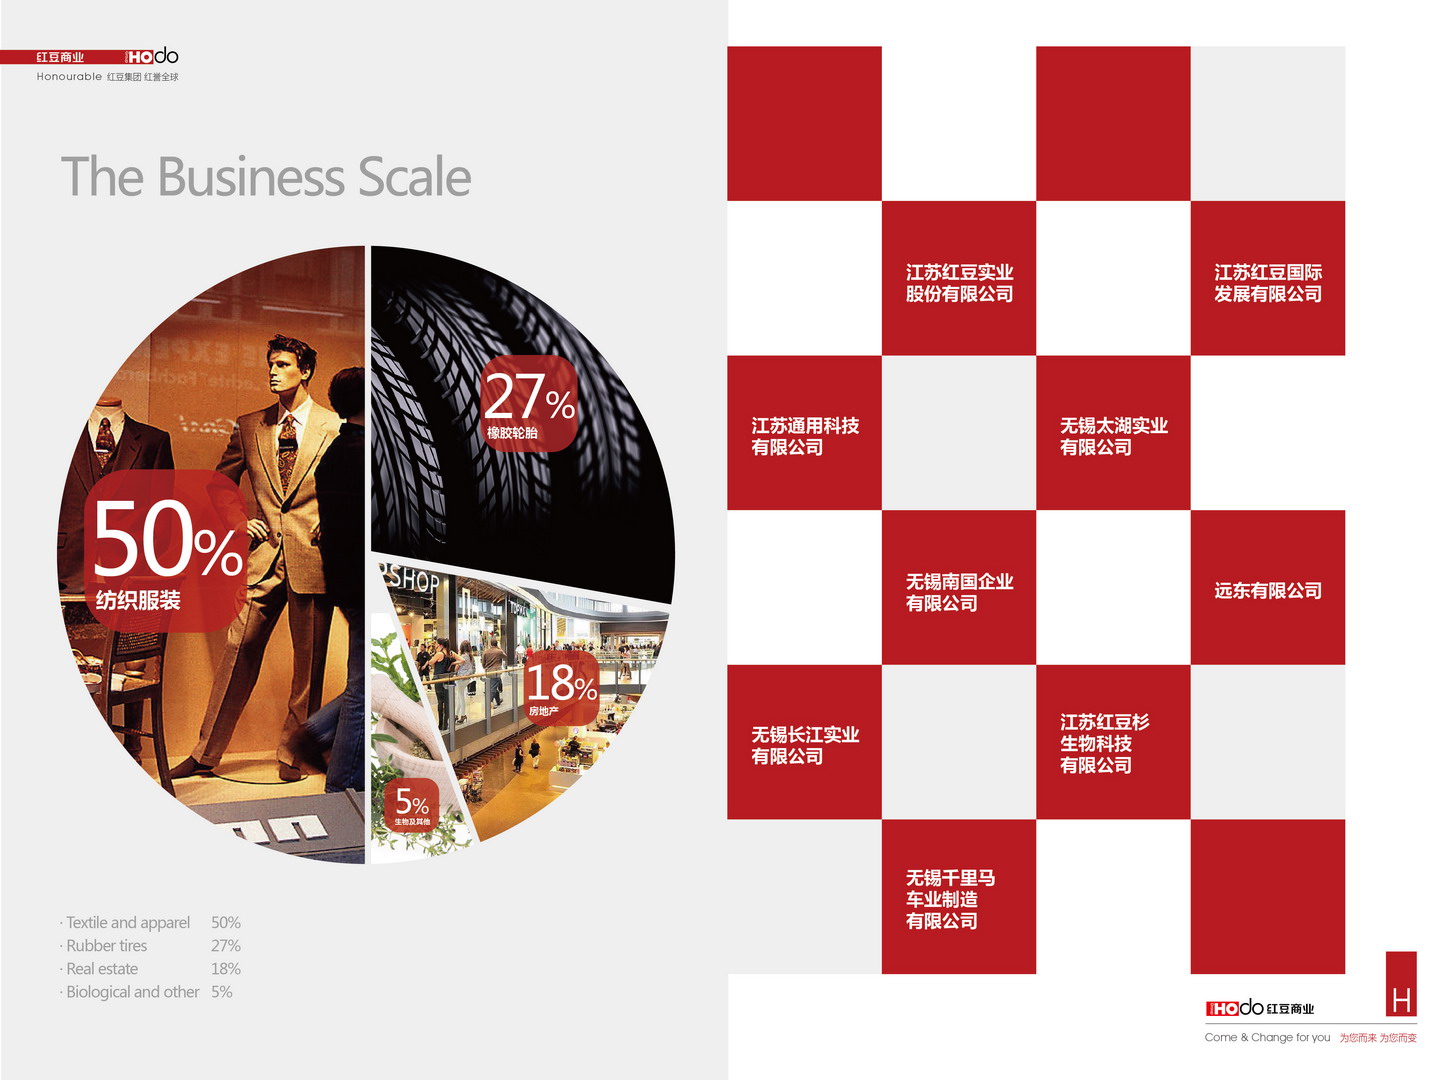 红豆商业 HOdo
Honourable 红豆集团 红誉全球
The Business Scale
27%
橡胶轮胎
50%
纺织服装
PSHOP
18%
房地产
5%
生物及其他
· Textile and apparel 50%
· Rubber tires 27%
· Real estate 18%
· Biological and other 5%
江苏红豆实业
股份有限公司
江苏红豆国际
发展有限公司
江苏通用科技
有限公司
无锡太湖实业
有限公司
无锡南国企业
有限公司
远东有限公司
无锡长江实业
有限公司
江苏红豆杉
生物科技
有限公司
无锡千里马
车业制造
有限公司
H
HOdo 红豆商业
Come & Change for you 为您而来 为您而变